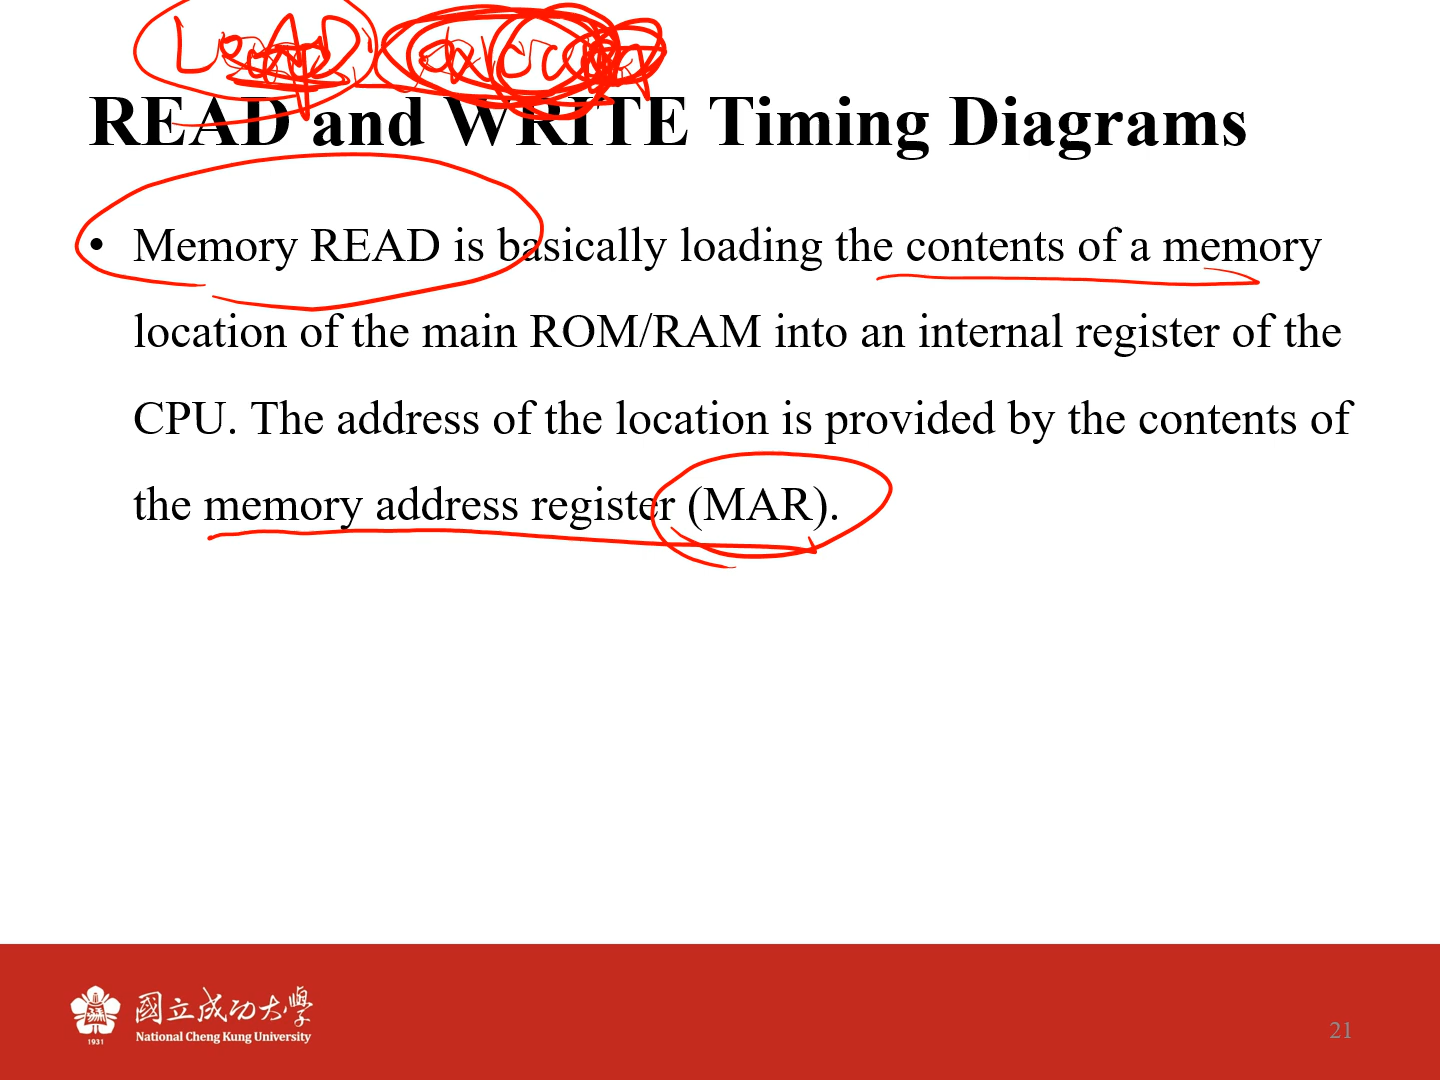 LOAD
READ and WRITE Timing Diagrams
• Memory READ is basically loading the contents of a memory
location of the main ROM/RAM into an internal register of the
CPU. The address of the location is provided by the contents of
the memory address register (MAR).
國立成功大學
National Cheng Kung University
1931
21